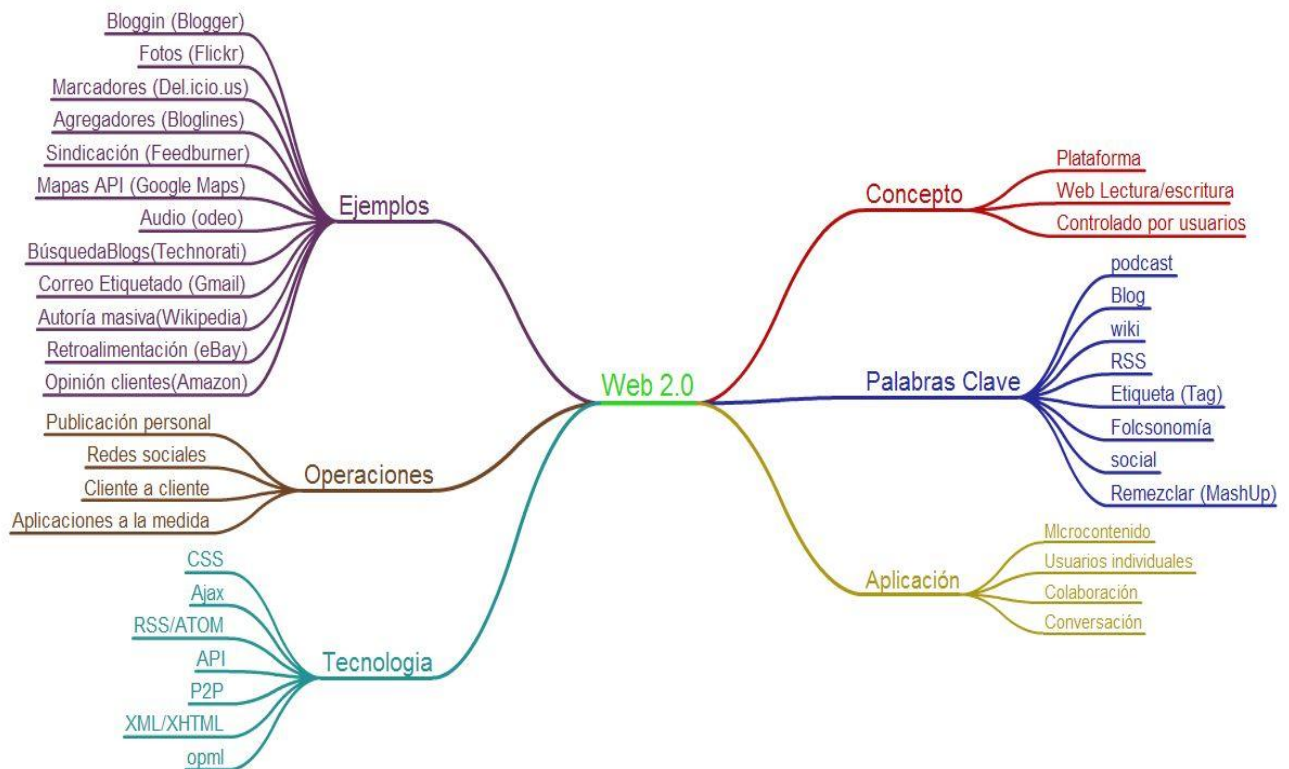 Bloggin (Blogger)
Fotos (Flickr)
Marcadores (Del.icio.us)
Agregadores (Bloglines)
Sindicación (Feedburner)
Mapas API (Google Maps)
Audio (odeo)
BúsquedaBlogs(Technorati)
Correo Etiquetado (Gmail)
Autoría masiva(Wikipedia)
Retroalimentación (eBay)
Opinión clientes(Amazon)
Ejemplos
Publicación personal
Redes sociales
Cliente a cliente
Aplicaciones a la medida
Operaciones
CSS
Ajax
RSS/ATOM
API
P2P
XML/XHTML
opml
Tecnologia
Web 2.0
Concepto
Plataforma
Web Lectura/escritura
Controlado por usuarios
Palabras Clave
podcast
Blog
wiki
RSS
Etiqueta (Tag)
Folcsonomía
social
Remezclar (MashUp)
Aplicación
MIcrocontenido
Usuarios individuales
Colaboración
Conversación